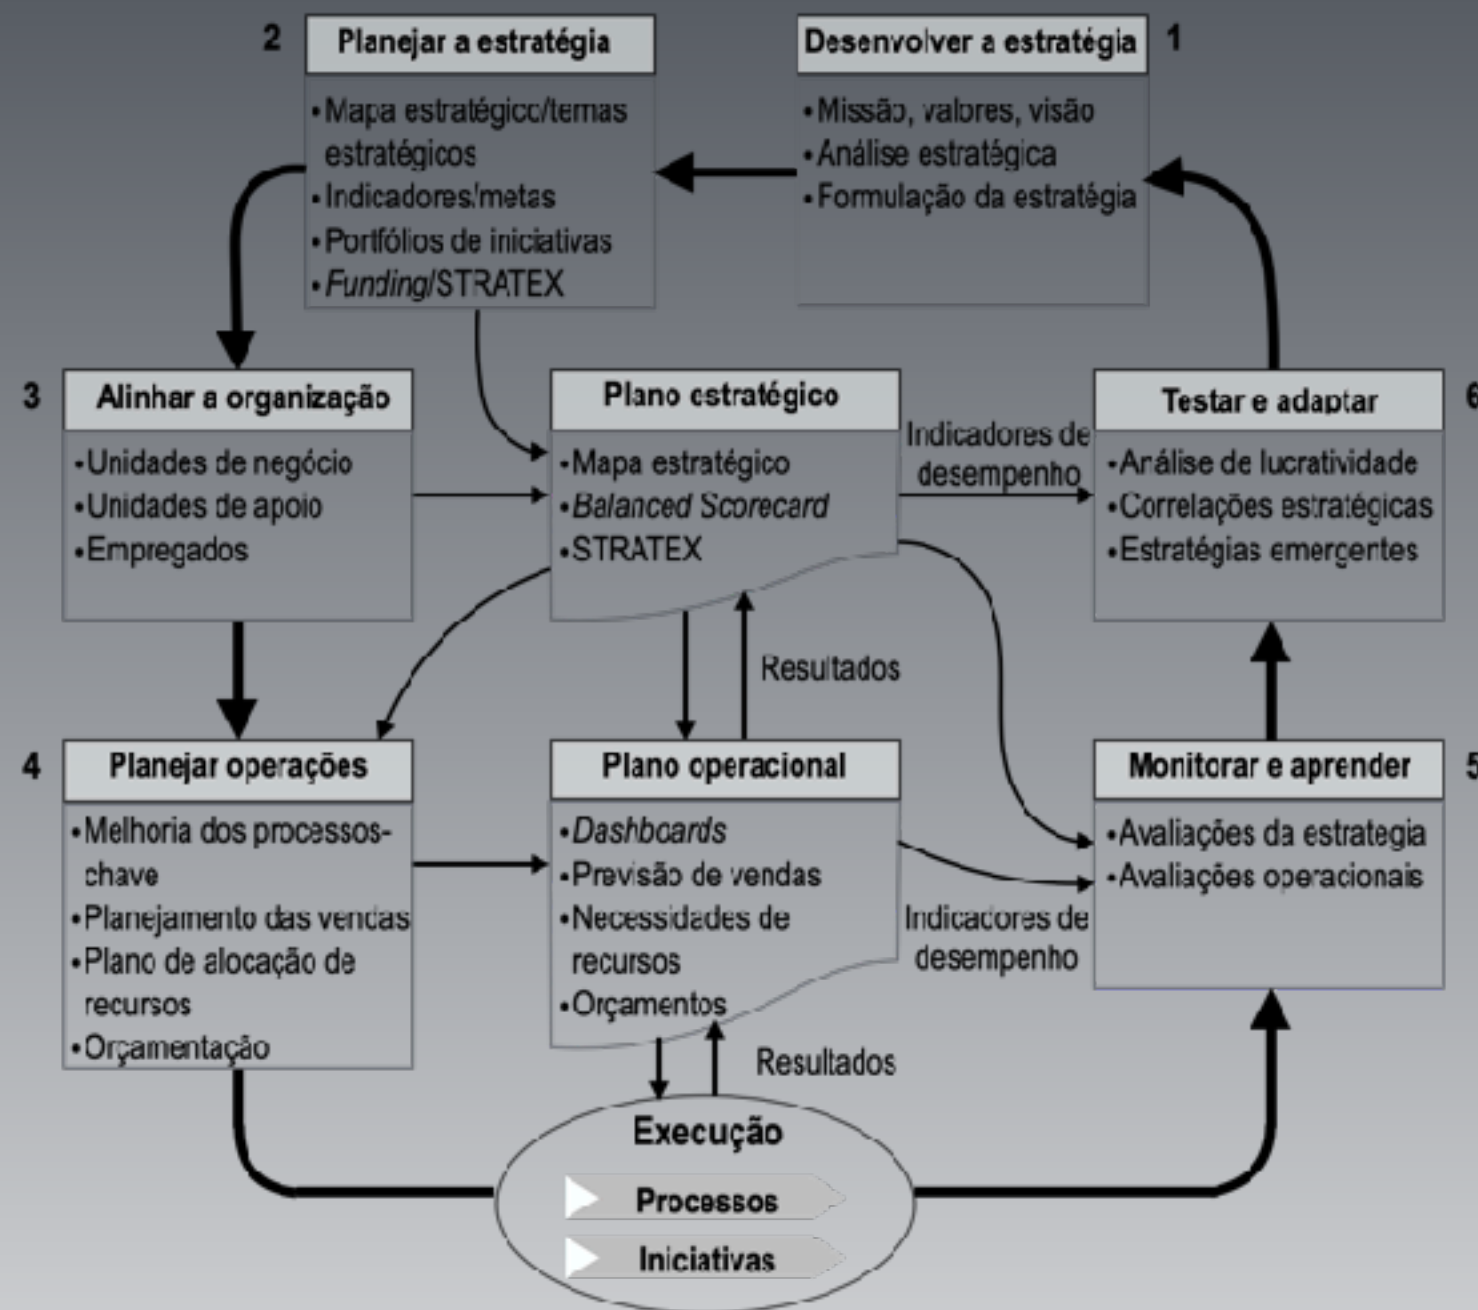 2
Planejar a estratégia
•Mapa estratégico/temas
estratégicos
•Indicadores/metas
•Portfólios de iniciativas
•Funding/STRATEX
Desenvolver a estratégia
1
•Missão, valores, visão
•Análise estratégica
•Formulação da estratégia
3
Alinhar a organização
•Unidades de negócio
•Unidades de apoio
•Empregados
Plano estratégico
•Mapa estratégico
•Balanced Scorecard
•STRATEX
Indicadores de
desempenho
Testar e adaptar
6
•Análise de lucratividade
•Correlações estratégicas
•Estratégias emergentes
Resultados
4
Planejar operações
•Melhoria dos processos-
chave
•Planejamento das vendas
•Plano de alocação de
recursos
•Orçamentação
Plano operacional
•Dashboards
•Previsão de vendas
•Necessidades de
recursos
•Orçamentos
Indicadores de
desempenho
Monitorar e aprender
5
•Avaliações da estrategia
•Avaliações operacionais
Resultados
Execução
Processos
Iniciativas